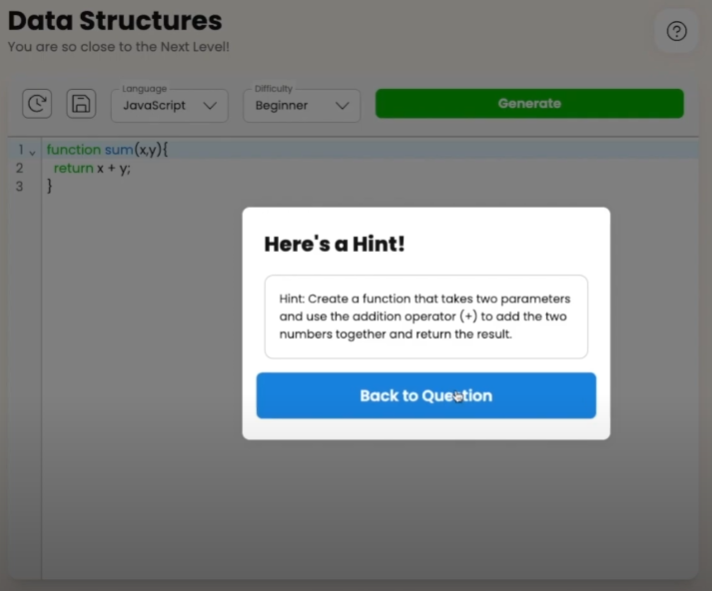 Data Structures
You are so close to the Next Level!
Language
JavaScript
Difficulty
Beginner
Generate
1 function sum(x,y){
2 return x + y;
3 }
Here's a Hint!
Hint: Create a function that takes two parameters
and use the addition operator (+) to add the two
numbers together and return the result.
Back to Question